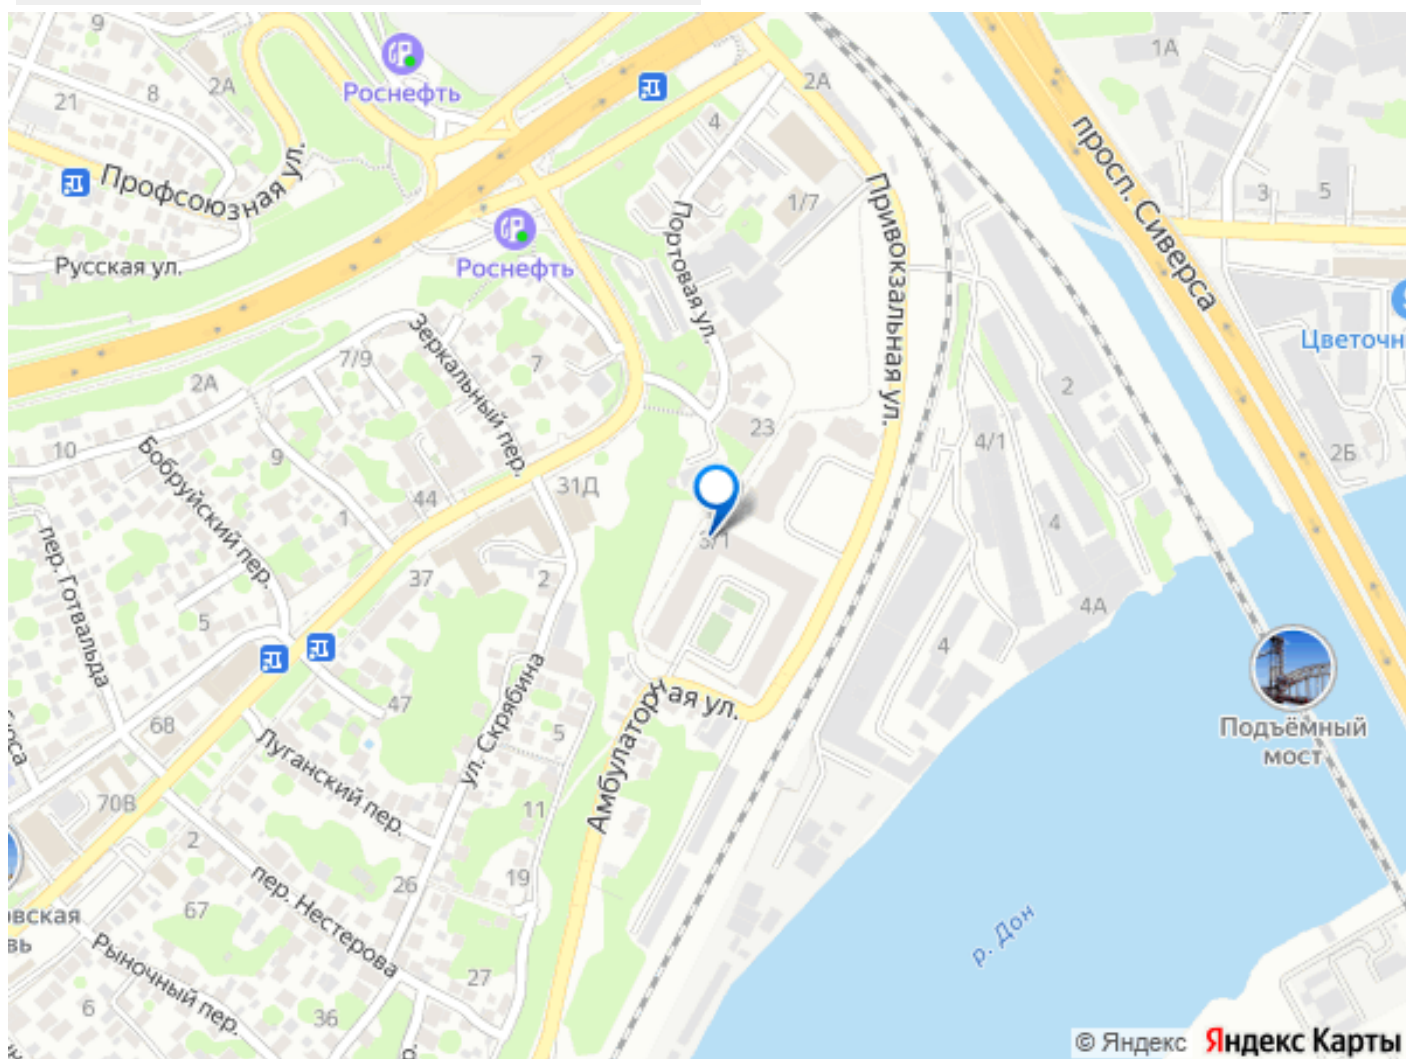 9
1А
2А
Роснефть
8
21
2А
4
просп. Сиверса
Профсоюзная ул.
Привокзальная ул.
3
5
1/7
Портовая ул.
Русская ул.
Роснефть
Зеркальный пер.
7/9
7
Цветочн
2А
2
23
4/1
2Б
10
Бобруйский пер.
9
44
31Д
1
4
3/1
пер. Готвальда
37
2
4А
5
4
ул. Скрябина
47
ная ул.
Амбулатор
68
5
Подъёмный
мост
Луганский пер.
70В
11
2
26
19
пер. Нестерова
67
р. Дон
Рыночный пер.
27
6
36
© Яндекс
Яндекс Карты